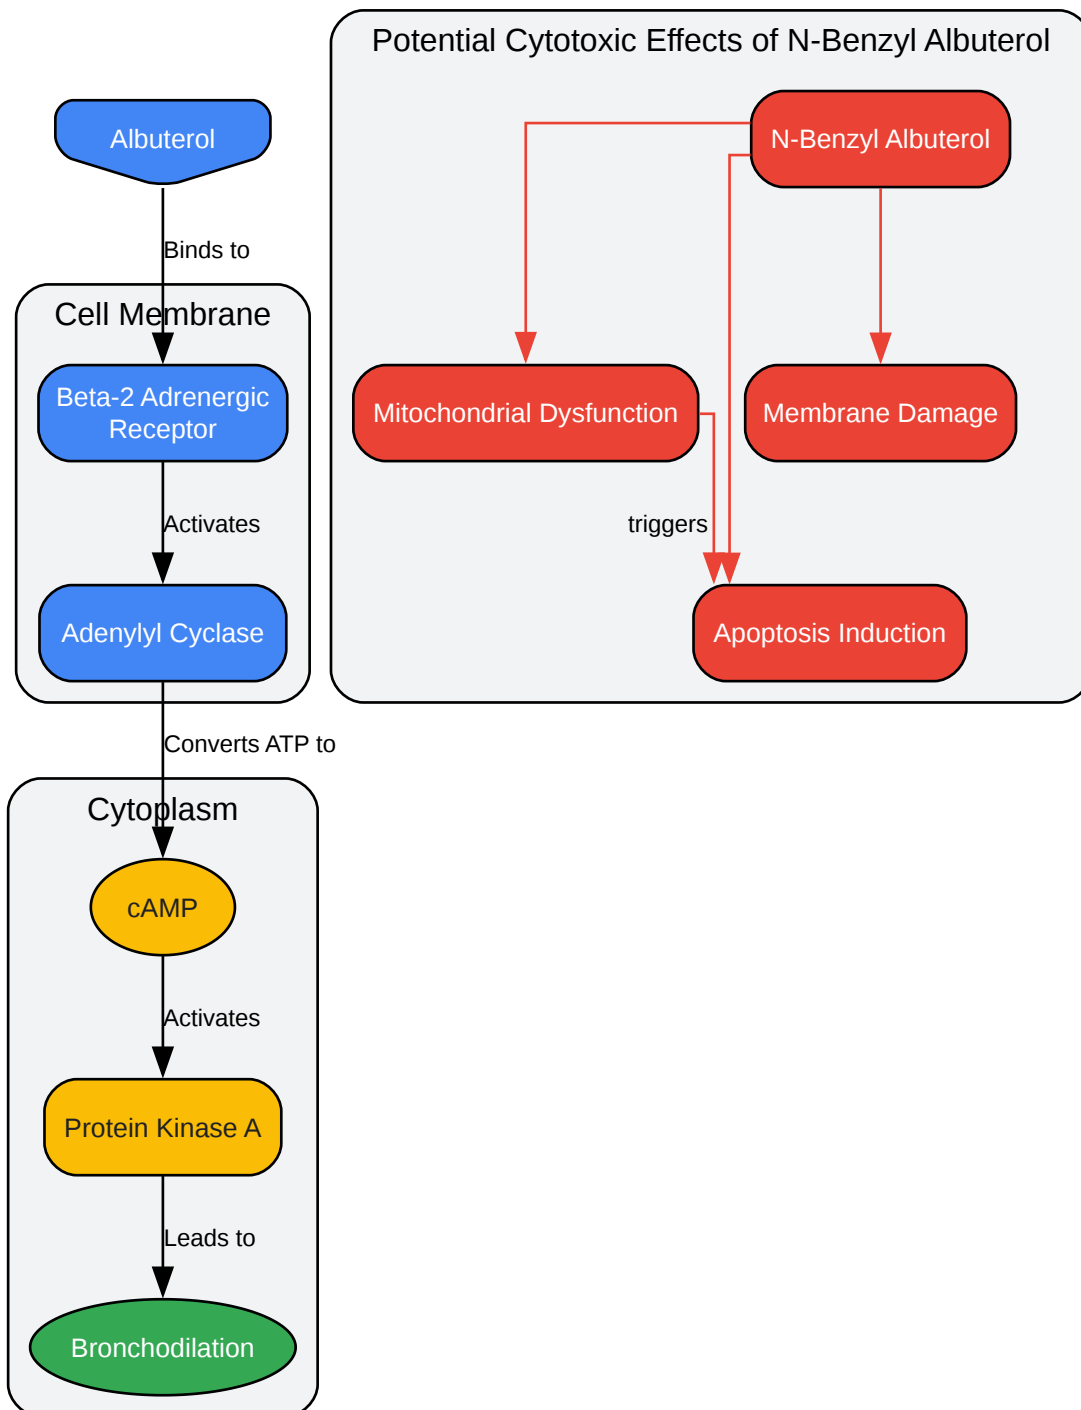 Potential Cytotoxic Effects of N-Benzyl Albuterol
Albuterol
N-Benzyl Albuterol
Binds to
Cell Membrane
Beta-2 Adrenergic
Receptor
Mitochondrial Dysfunction
Membrane Damage
Activates
triggers
Adenylyl Cyclase
Apoptosis Induction
Converts ATP to
Cytoplasm
cAMP
Activates
Protein Kinase A
Leads to
Bronchodilation